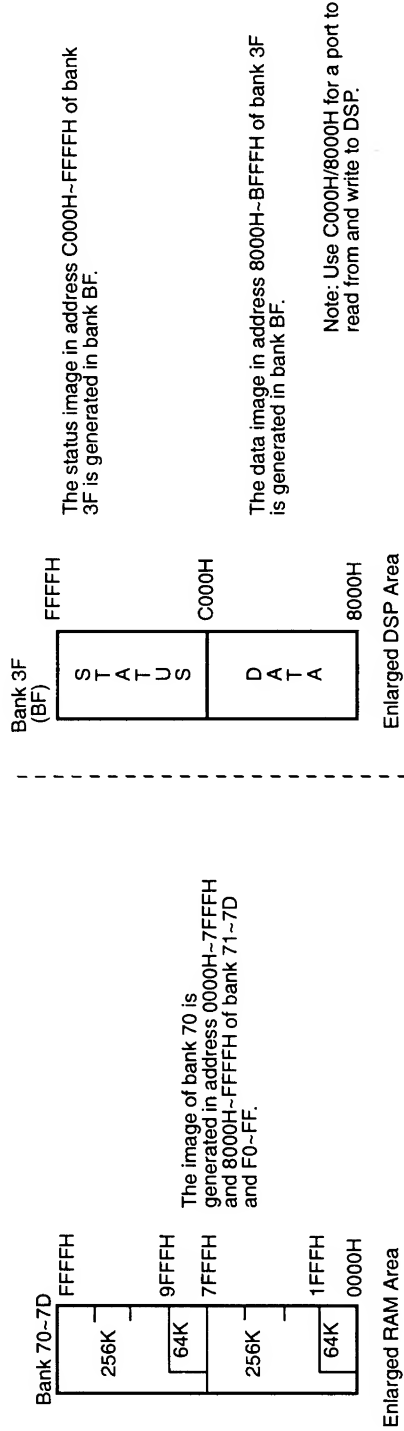 Bank 70~7D
FFFFH
256K
9FFFH
64K
7FFFH
256K
1FFFH
64K
0000H
The image of bank 70 is
generated in address 0000H~7FFFH
and 8000H~FFFFH of bank 71~7D
and F0~FF.
Enlarged RAM Area
Bank 3F
(BF)
FFFFH
STATUS
C000H
DATA
8000H
The status image in address C000H~FFFFH of bank
3F is generated in bank BF.
The data image in address 8000H~BFFFH of bank 3F
is generated in bank BF.
Note: Use C000H/8000H for a port to
read from and write to DSP.
Enlarged DSP Area